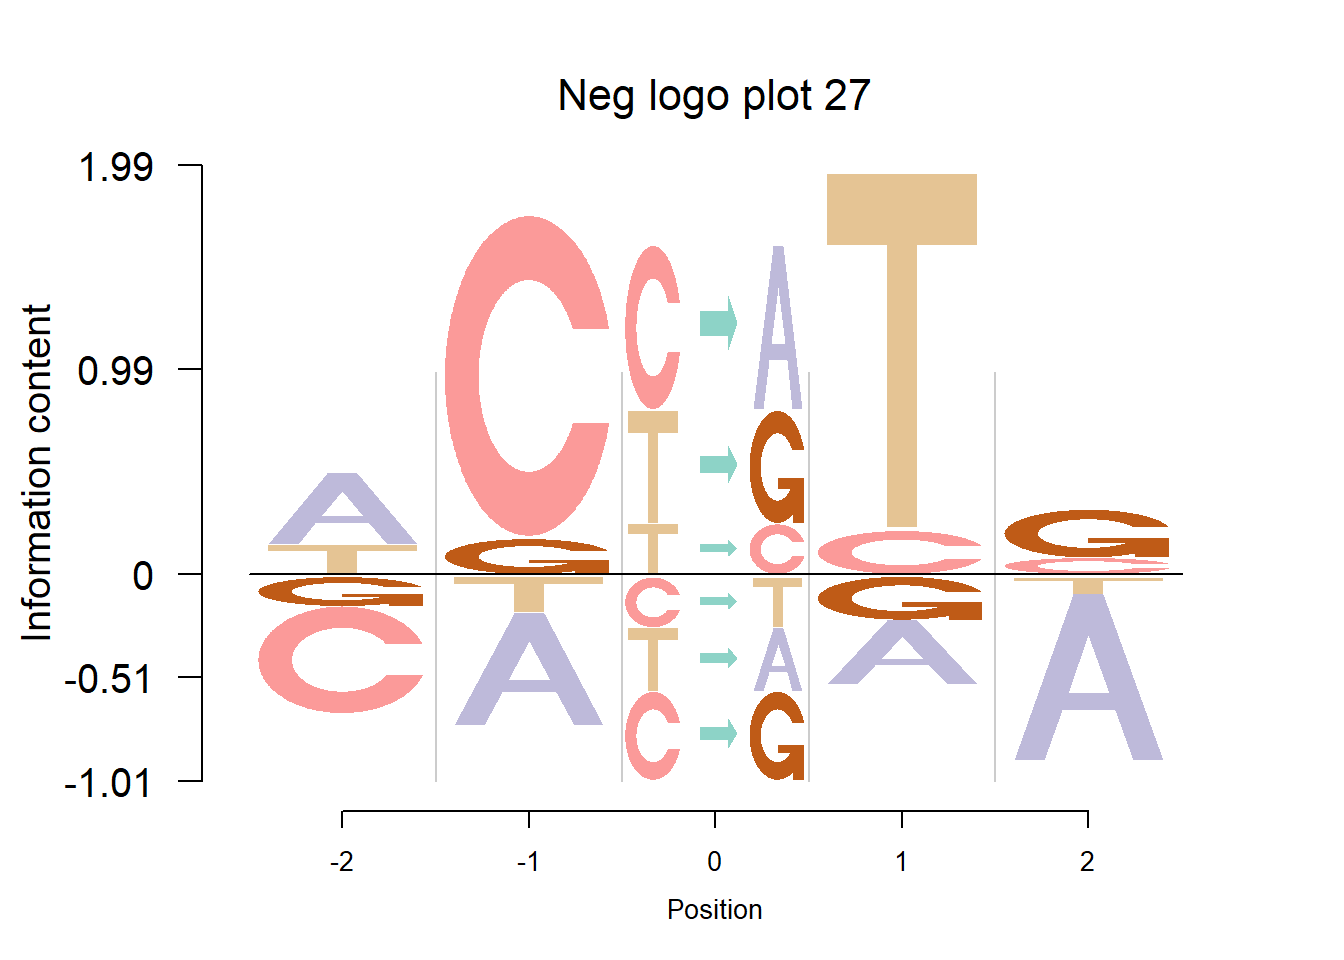 Neg logo plot 27
Information content
1.99
0.99
0
-0.51
-1.01
A
T
G
C
C
G
T
A
C A
T G
T C
C T
T A
C G
T
C
G
A
G
C
T
A
-2 -1 0 1 2
Position